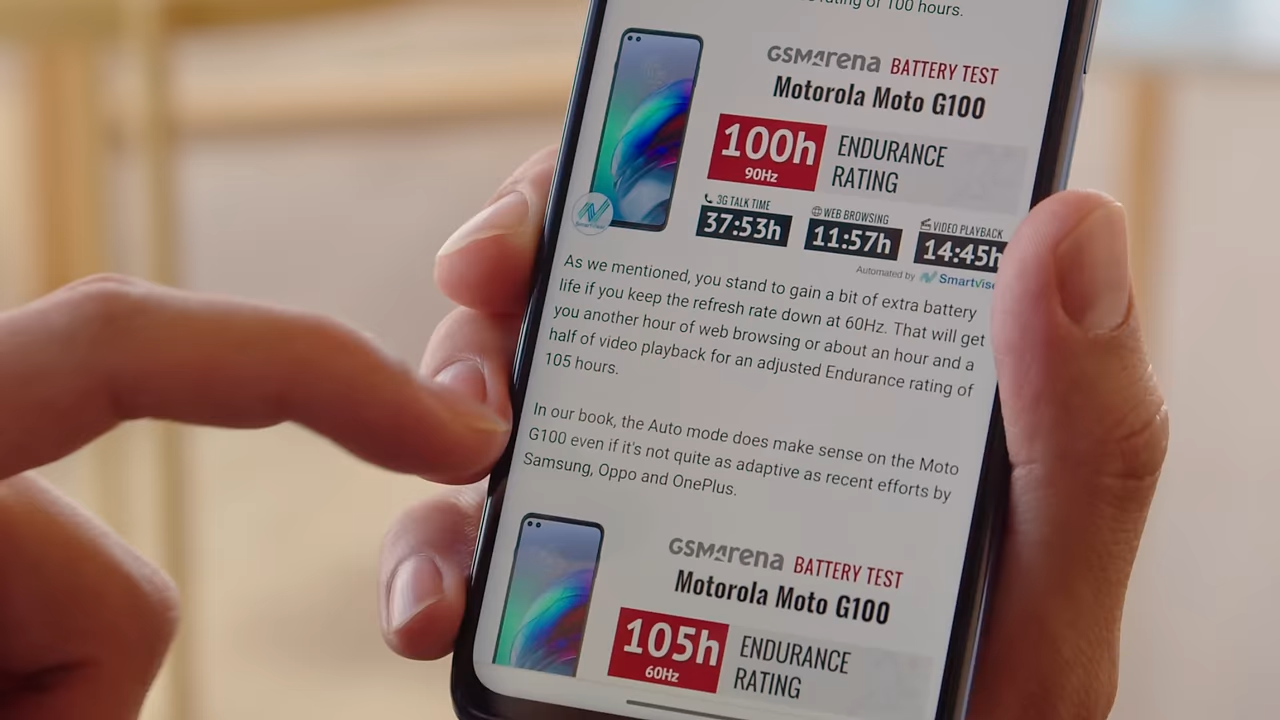 rating of 100 hours.
GSMArena BATTERY TEST
Motorola Moto G100
100h
90Hz
ENDURANCE
RATING
3G TALK TIME
37:53h
WEB BROWSING
11:57h
VIDEO PLAYBACK
14:45h
Automated by SmartVise
As we mentioned, you stand to gain a bit of extra battery
life if you keep the refresh rate down at 60Hz. That will get
you another hour of web browsing or about an hour and a
half of video playback for an adjusted Endurance rating of
105 hours.
In our book, the Auto mode does make sense on the Moto
G100 even if it's not quite as adaptive as recent efforts by
Samsung, Oppo and OnePlus.
GSMArena BATTERY TEST
Motorola Moto G100
105h
60Hz
ENDURANCE
RATING